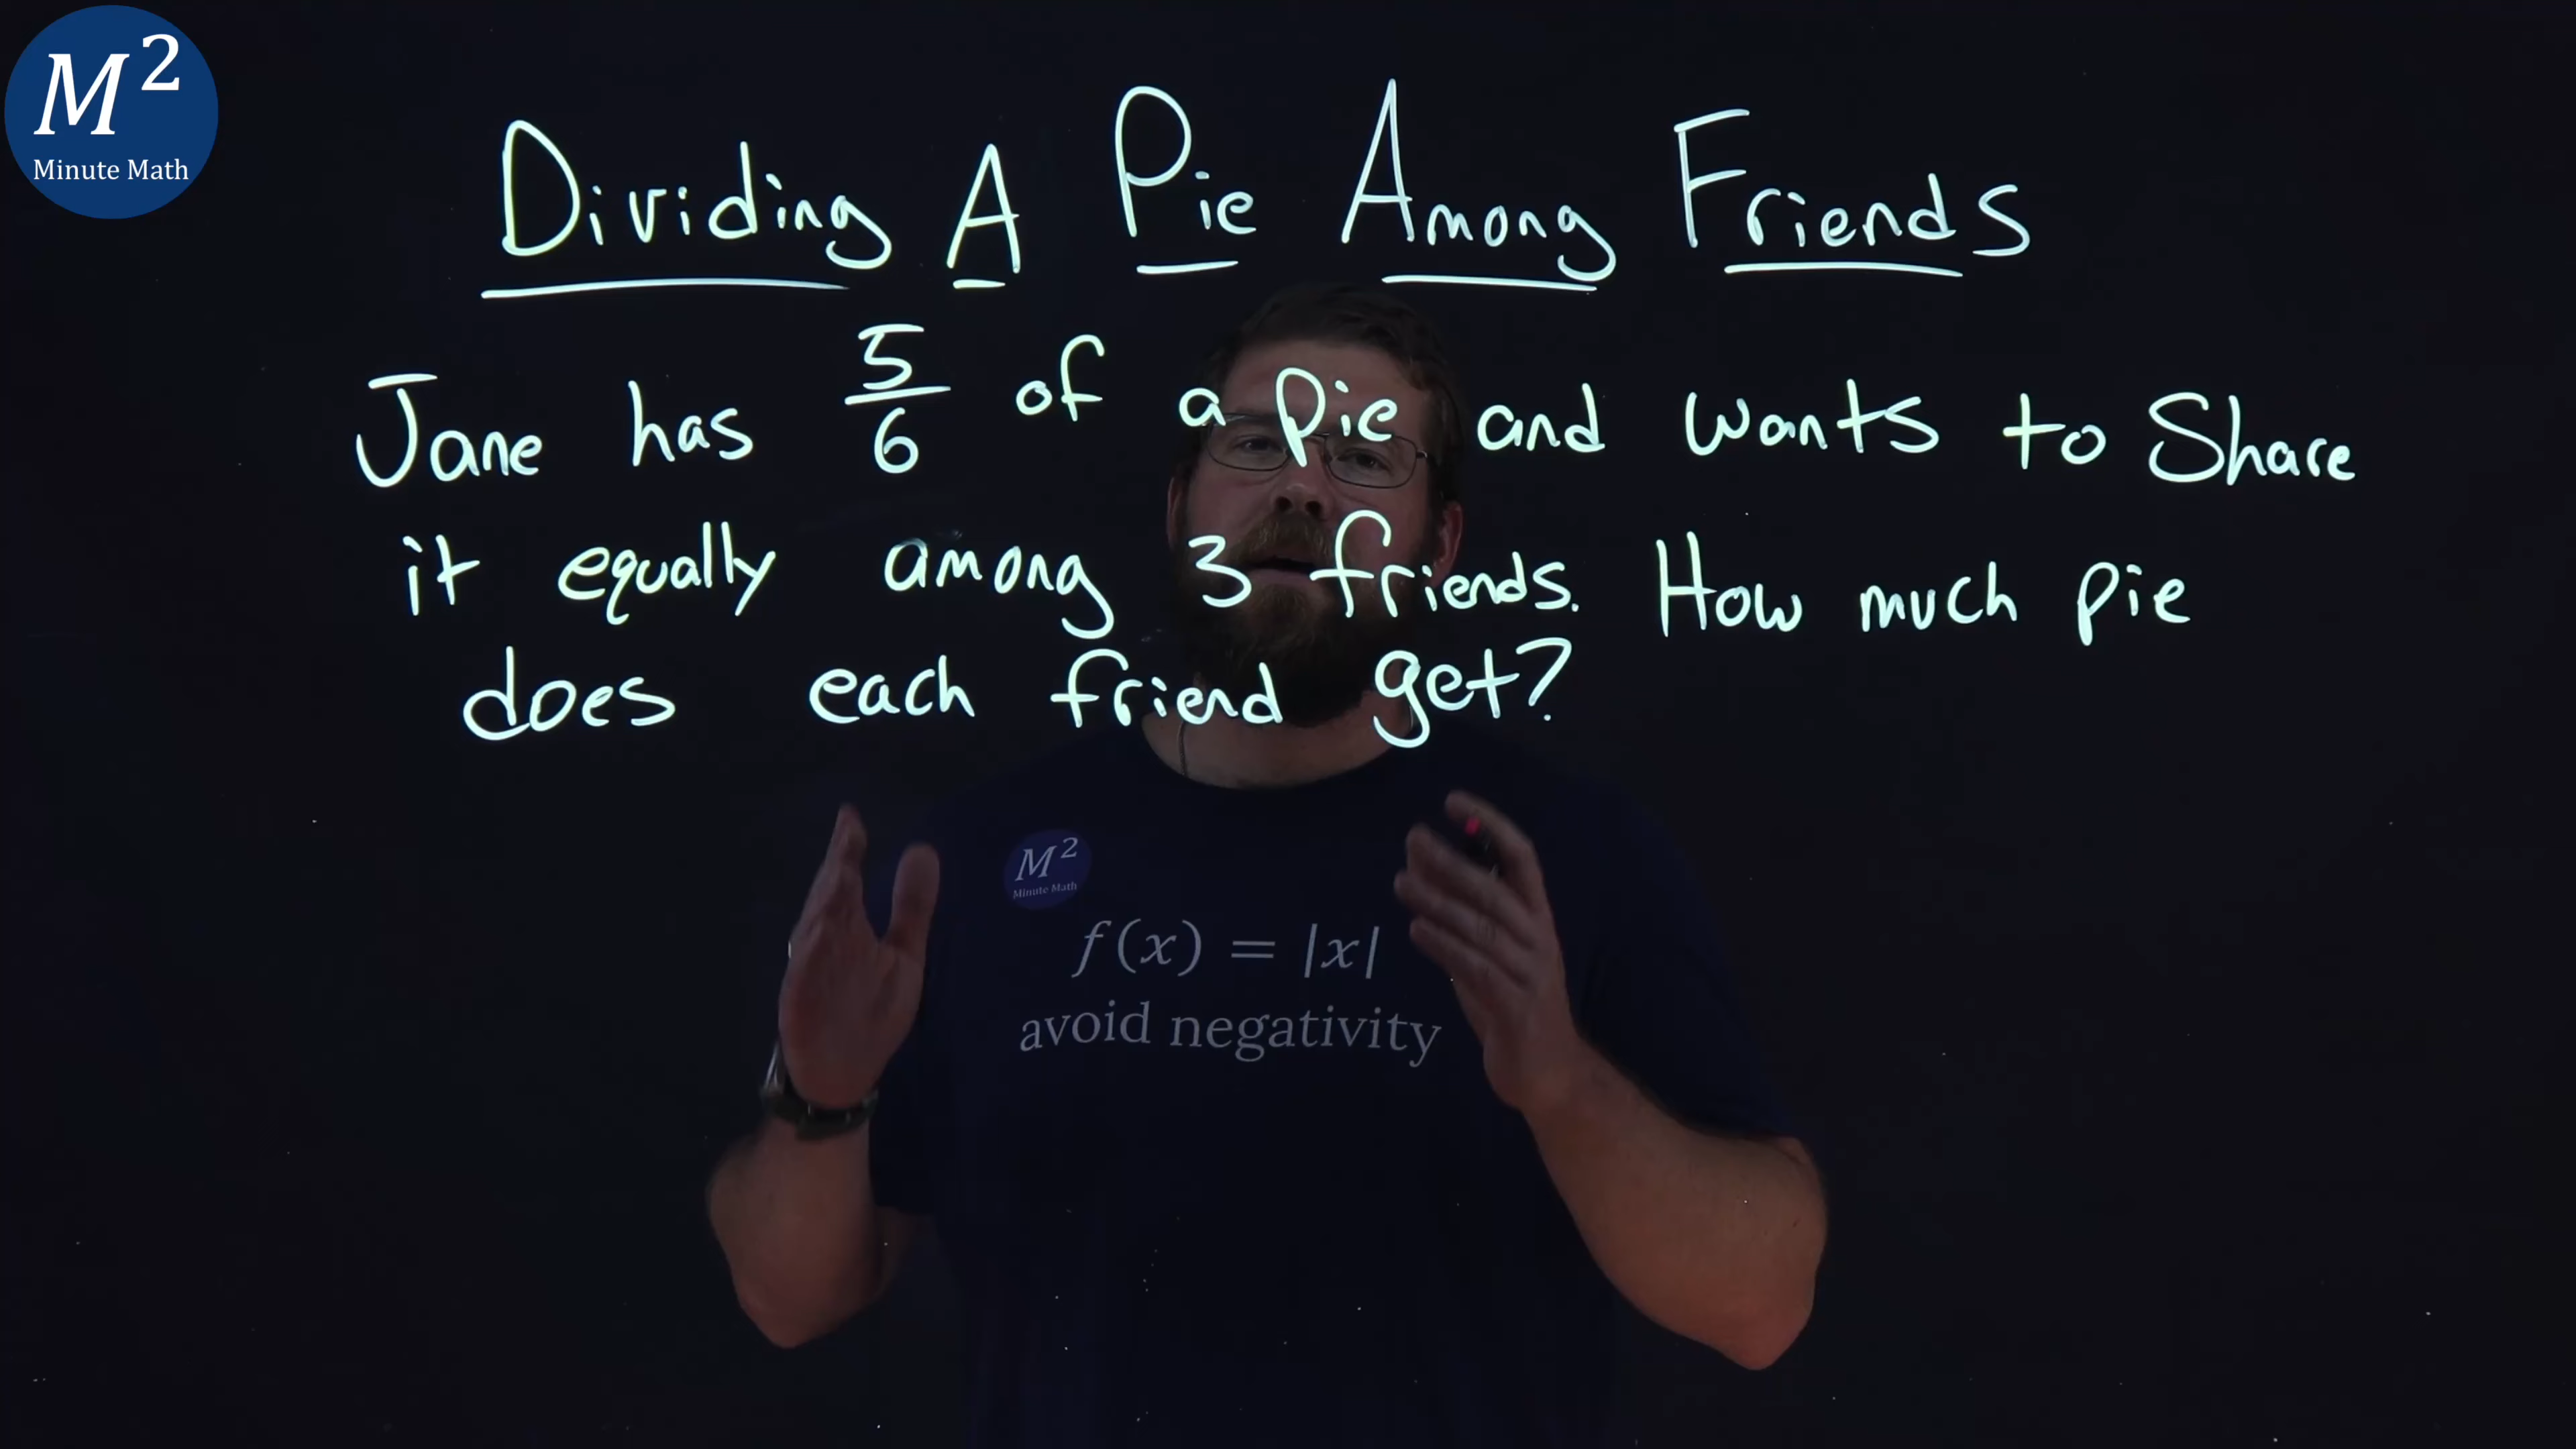 M²
Minute Math
Dividing A Pie Among Friends
Jane has 5/6 of a pie and wants to Share
it equally among 3 friends. How much pie
does each friend get?
M²
Minute Math
f(x) = |x|
avoid negativity